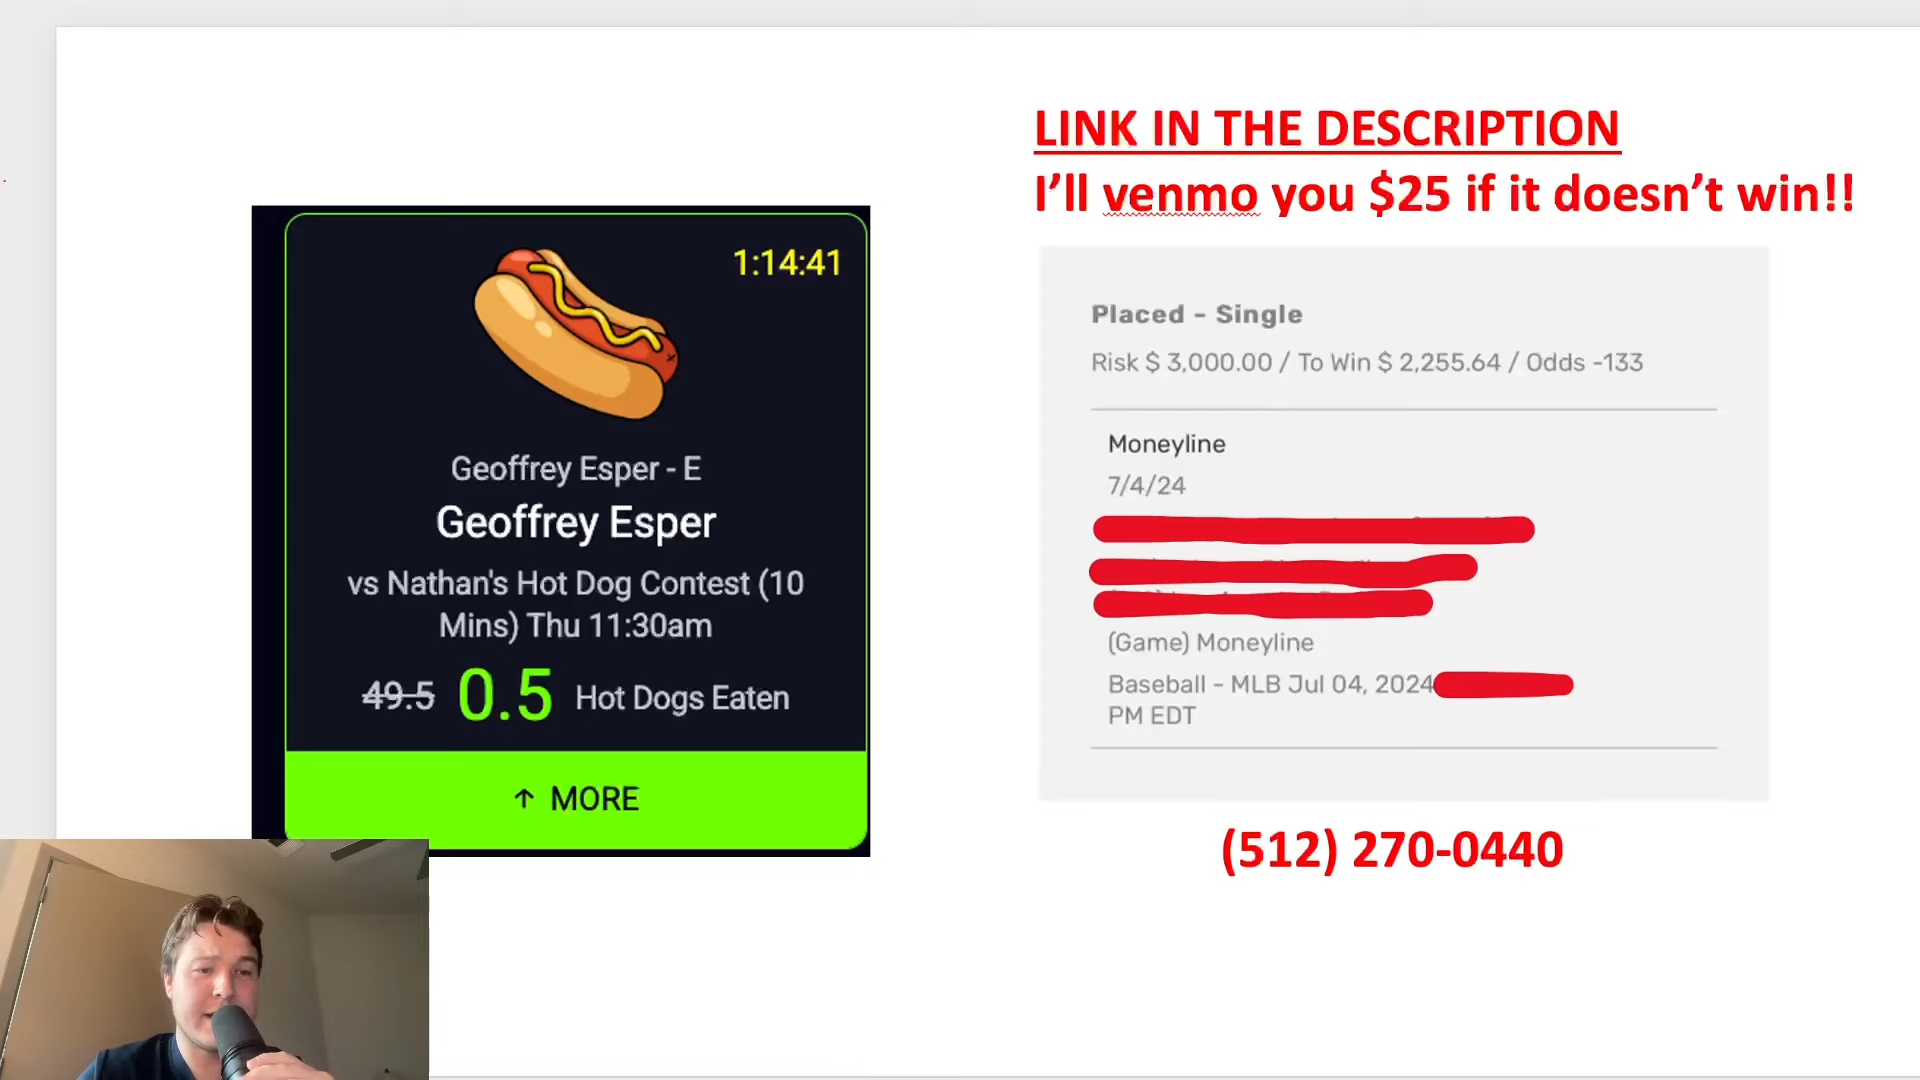 LINK IN THE DESCRIPTION
I'll venmo you $25 if it doesn't win!!
1:14:41
Geoffrey Esper - E
Geoffrey Esper
vs Nathan's Hot Dog Contest (10
Mins) Thu 11:30am
49.5 0.5 Hot Dogs Eaten
↑ MORE
Placed - Single
Risk $ 3,000.00 / To Win $ 2,255.64 / Odds -133
Moneyline
7/4/24
(Game) Moneyline
Baseball - MLB Jul 04, 2024
PM EDT
(512) 270-0440